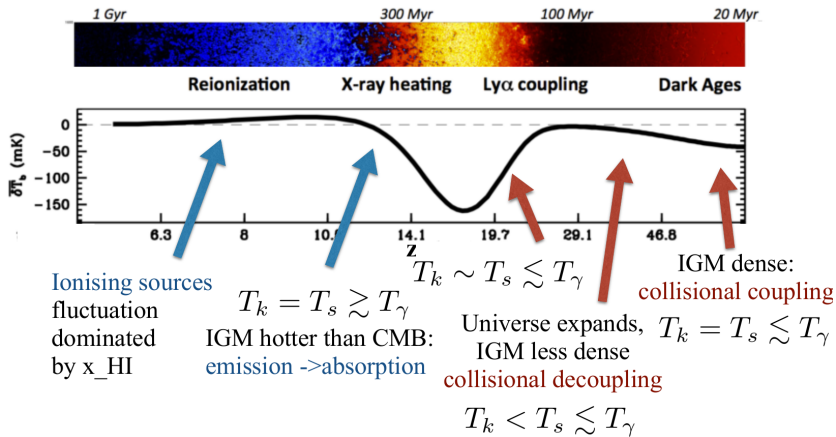 1 Gyr 300 Myr 100 Myr 20 Myr
Reionization X-ray heating Lyα coupling Dark Ages
δT_b (mK)
0
−50
−100
−150
6.3 8 14.1 19.7 29.1 46.8
z
Ionising sources
fluctuation
dominated
by x_HI
T_k = T_s ≳ T_γ
IGM hotter than CMB:
emission ->absorption
T_k ∼ T_s ≲ T_γ
Universe expands,
IGM less dense
collisional decoupling
T_k < T_s ≲ T_γ
IGM dense:
collisional coupling
T_k = T_s ≲ T_γ